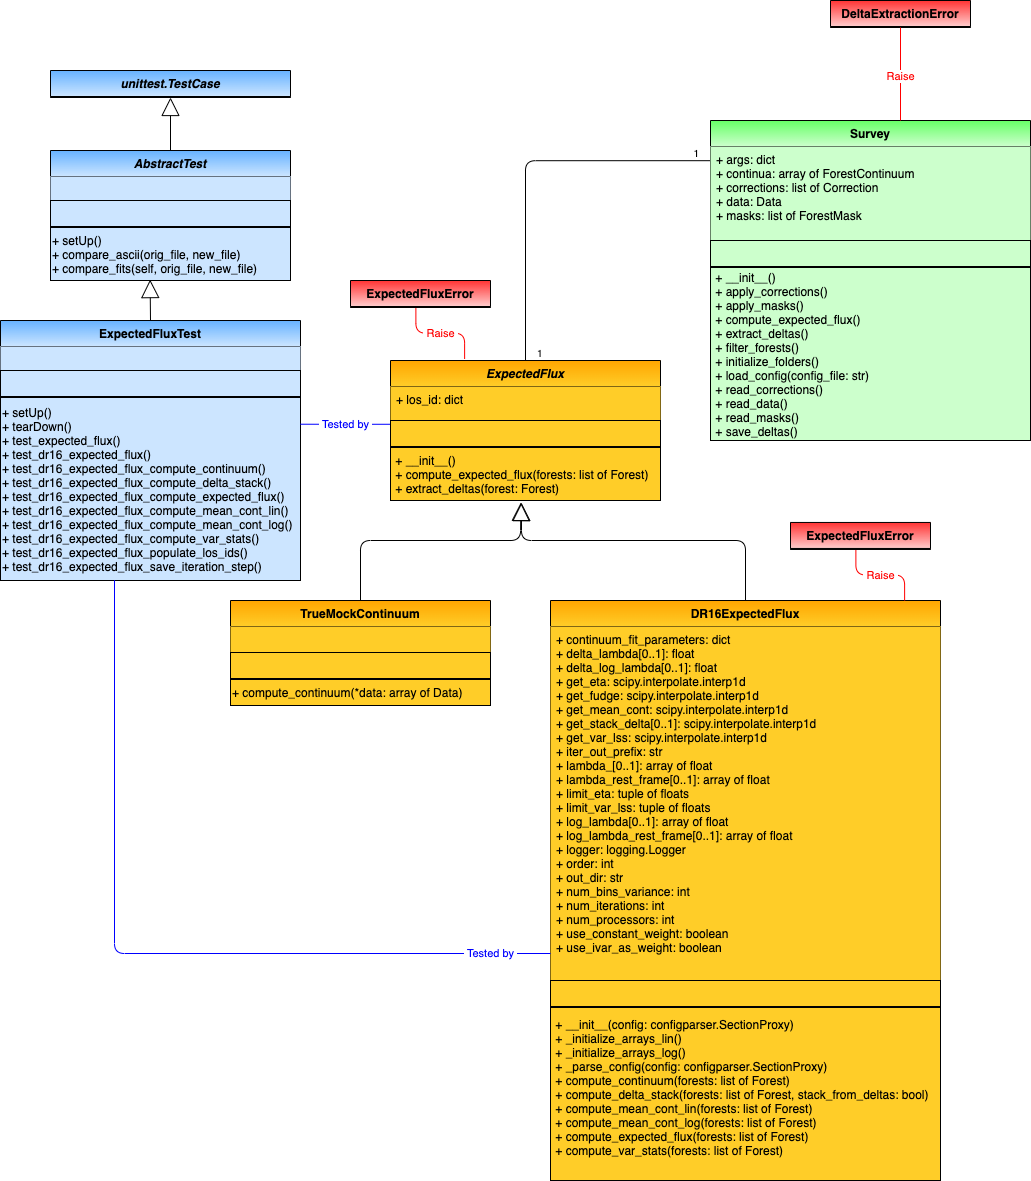 DeltaExtractionError
Raise
unittest.TestCase
AbstractTest
+ setUp()
+ compare_ascii(orig_file, new_file)
+ compare_fits(self, orig_file, new_file)
Survey
+ args: dict
+ continua: array of ForestContinuum
+ corrections: list of Correction
+ data: Data
+ masks: list of ForestMask
+ __init__()
+ apply_corrections()
+ apply_masks()
+ compute_expected_flux()
+ extract_deltas()
+ filter_forests()
+ initialize_folders()
+ load_config(config_file: str)
+ read_corrections()
+ read_data()
+ read_masks()
+ save_deltas()
1
1
ExpectedFluxError
Raise
ExpectedFluxTest
+ setUp()
+ tearDown()
+ test_expected_flux()
+ test_dr16_expected_flux()
+ test_dr16_expected_flux_compute_continuum()
+ test_dr16_expected_flux_compute_delta_stack()
+ test_dr16_expected_flux_compute_expected_flux()
+ test_dr16_expected_flux_compute_mean_cont_lin()
+ test_dr16_expected_flux_compute_mean_cont_log()
+ test_dr16_expected_flux_compute_var_stats()
+ test_dr16_expected_flux_populate_los_ids()
+ test_dr16_expected_flux_save_iteration_step()
Tested by
ExpectedFlux
+ los_id: dict
+ __init__()
+ compute_expected_flux(forests: list of Forest)
+ extract_deltas(forest: Forest)
ExpectedFluxError
Raise
TrueMockContinuum
+ compute_continuum(*data: array of Data)
DR16ExpectedFlux
+ continuum_fit_parameters: dict
+ delta_lambda[0..1]: float
+ delta_log_lambda[0..1]: float
+ get_eta: scipy.interpolate.interp1d
+ get_fudge: scipy.interpolate.interp1d
+ get_mean_cont: scipy.interpolate.interp1d
+ get_stack_delta[0..1]: scipy.interpolate.interp1d
+ get_var_lss: scipy.interpolate.interp1d
+ iter_out_prefix: str
+ lambda_[0..1]: array of float
+ lambda_rest_frame[0..1]: array of float
+ limit_eta: tuple of floats
+ limit_var_lss: tuple of floats
+ log_lambda[0..1]: array of float
+ log_lambda_rest_frame[0..1]: array of float
+ logger: logging.Logger
+ order: int
+ out_dir: str
+ num_bins_variance: int
+ num_iterations: int
+ num_processors: int
+ use_constant_weight: boolean
+ use_ivar_as_weight: boolean
Tested by
+ __init__(config: configparser.SectionProxy)
+ _initialize_arrays_lin()
+ _initialize_arrays_log()
+ _parse_config(config: configparser.SectionProxy)
+ compute_continuum(forests: list of Forest)
+ compute_delta_stack(forests: list of Forest, stack_from_deltas: bool)
+ compute_mean_cont_lin(forests: list of Forest)
+ compute_mean_cont_log(forests: list of Forest)
+ compute_expected_flux(forests: list of Forest)
+ compute_var_stats(forests: list of Forest)